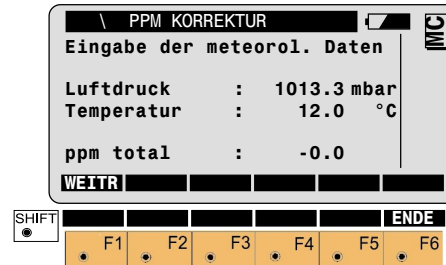 \ PPM KORREKTUR
MC
Eingabe der meteorol. Daten
Luftdruck : 1013.3 mbar
Temperatur : 12.0 °C
ppm total : -0.0
WEITR
SHIFT
ENDE
F1 F2 F3 F4 F5 F6